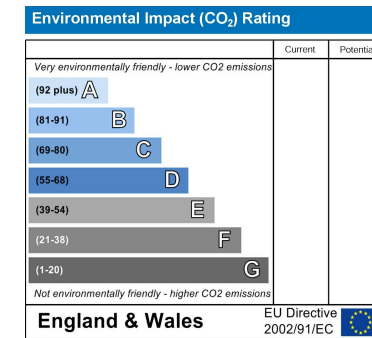 Environmental Impact (CO₂) Rating
Current Potentia
Very environmentally friendly - lower CO2 emissions
(92 plus) A
(81-91) B
(69-80) C
(55-68) D
(39-54) E
(21-38) F
(1-20) G
Not environmentally friendly - higher CO2 emissions
England & Wales
EU Directive
2002/91/EC